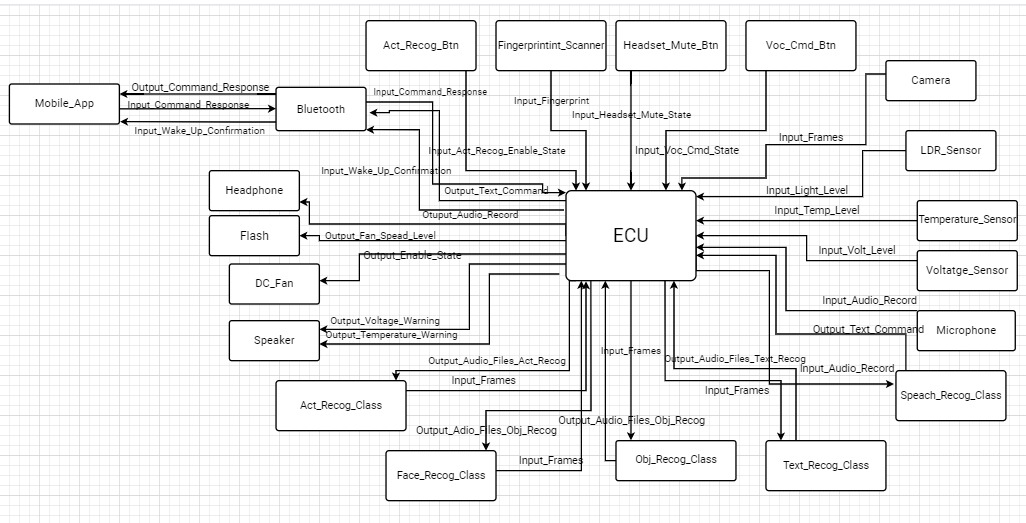 Act_Recog_Btn
Fingerprintint_Scanner
Headset_Mute_Btn
Voc_Cmd_Btn
Camera
Mobile_App
Output_Command_Response
Input_Command_Response
Input_Wake_Up_Confirmation
Bluetooth
Input_Command_Response
Input_Fingerprint
Input_Headset_Mute_State
Input_Frames
Input_Act_Recog_Enable_State
Input_Voc_Cmd_State
LDR_Sensor
Input_Wake_Up_Confirmation
Headphone
Output_Text_Command
Input_Light_Level
Otuput_Audio_Record
Input_Temp_Level
Temperature_Sensor
Flash
Output_Fan_Spead_Level
ECU
Output_Enable_State
Input_Volt_Level
Voltatge_Sensor
DC_Fan
Input_Audio_Record
Output_Voltage_Warning
Output_Temperature_Warning
Speaker
Output_Text_Command
Microphone
Input_Frames
Output_Audio_Files_Act_Recog
Output_Audio_Files_Text_Recog
Input_Audio_Record
Input_Frames
Input_Frames
Speach_Recog_Class
Act_Recog_Class
Output_Audio_Files_Obj_Recog
Output_Adio_Files_Obj_Recog
Input_Frames
Obj_Recog_Class
Face_Recog_Class
Text_Recog_Class